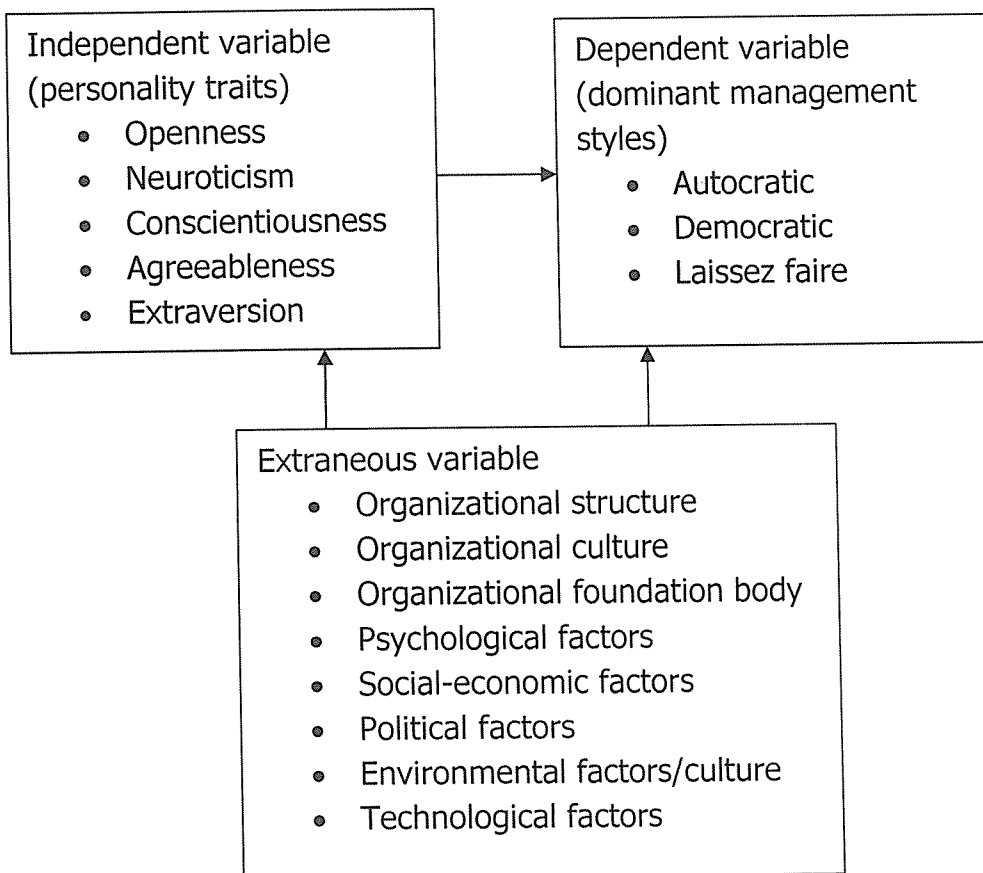 Independent variable
(personality traits)
• Openness
• Neuroticism
• Conscientiousness
• Agreeableness
• Extraversion
Dependent variable
(dominant management
styles)
• Autocratic
• Democratic
• Laissez faire
Extraneous variable
• Organizational structure
• Organizational culture
• Organizational foundation body
• Psychological factors
• Social-economic factors
• Political factors
• Environmental factors/culture
• Technological factors